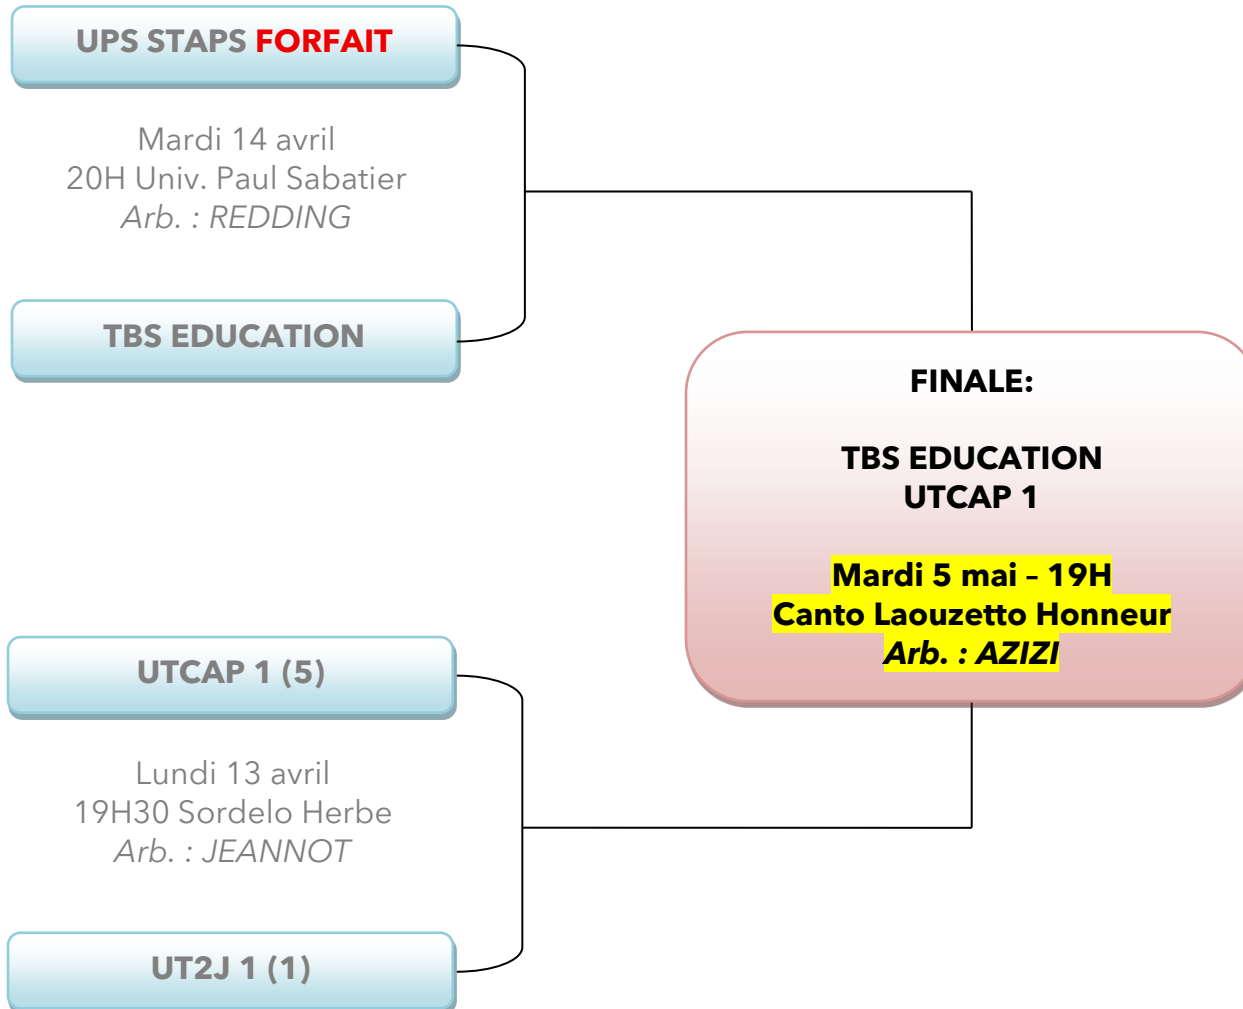 UPS STAPS FORFAIT
Mardi 14 avril
20H Univ. Paul Sabatier
Arb. : REDDING
TBS EDUCATION
FINALE:
TBS EDUCATION
UTCAP 1
Mardi 5 mai – 19H
Canto Laouzetto Honneur
Arb. : AZIZI
UTCAP 1 (5)
Lundi 13 avril
19H30 Sordelo Herbe
Arb. : JEANNOT
UT2J 1 (1)